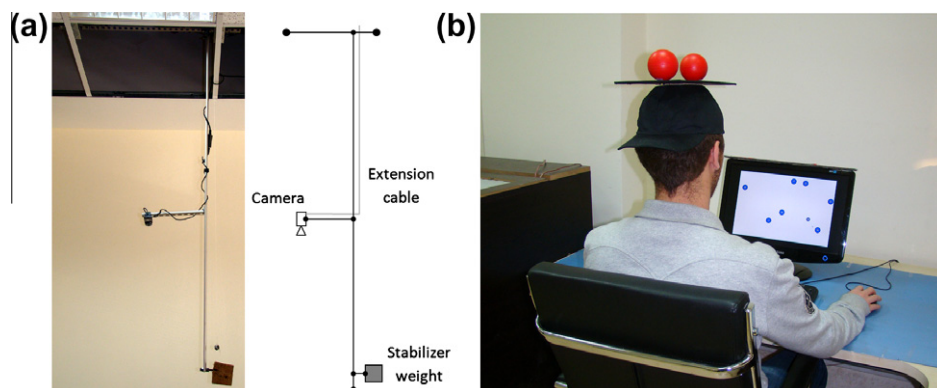 (a)
Camera
Extension
cable
Stabilizer
weight
(b)